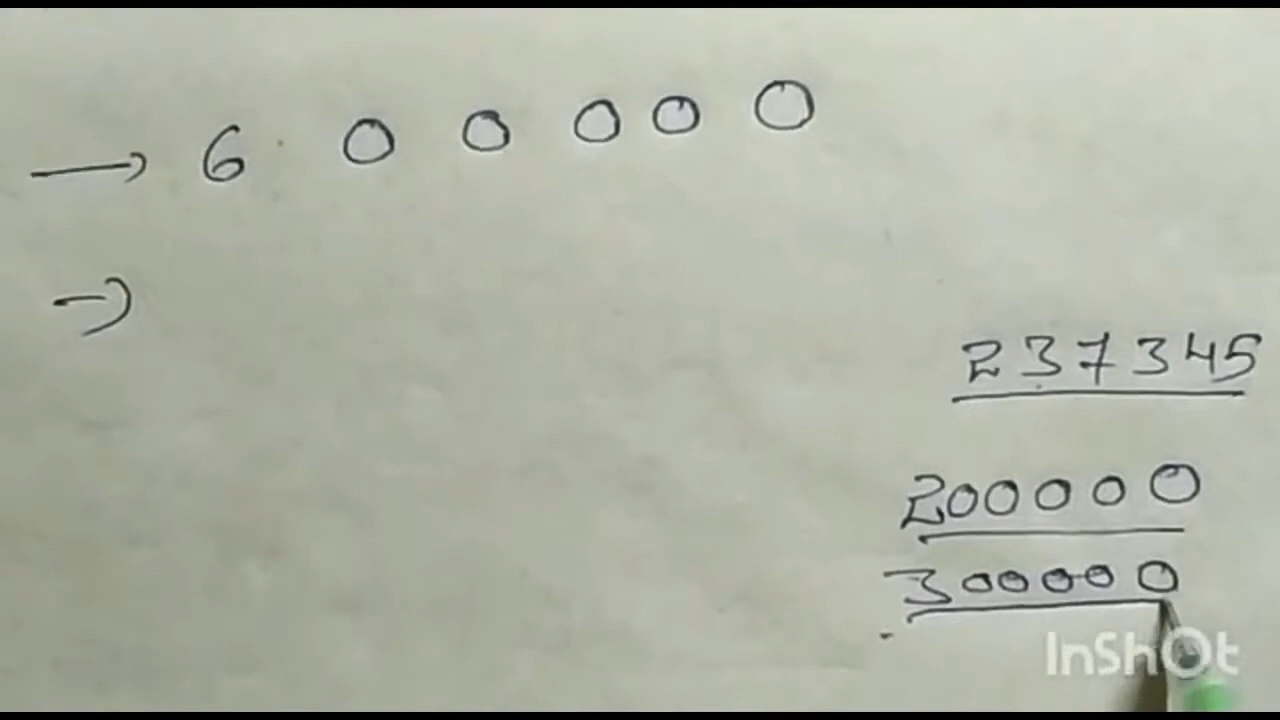 → 6 0 0 0 0 0
→
237345
200000
300000
InShOt